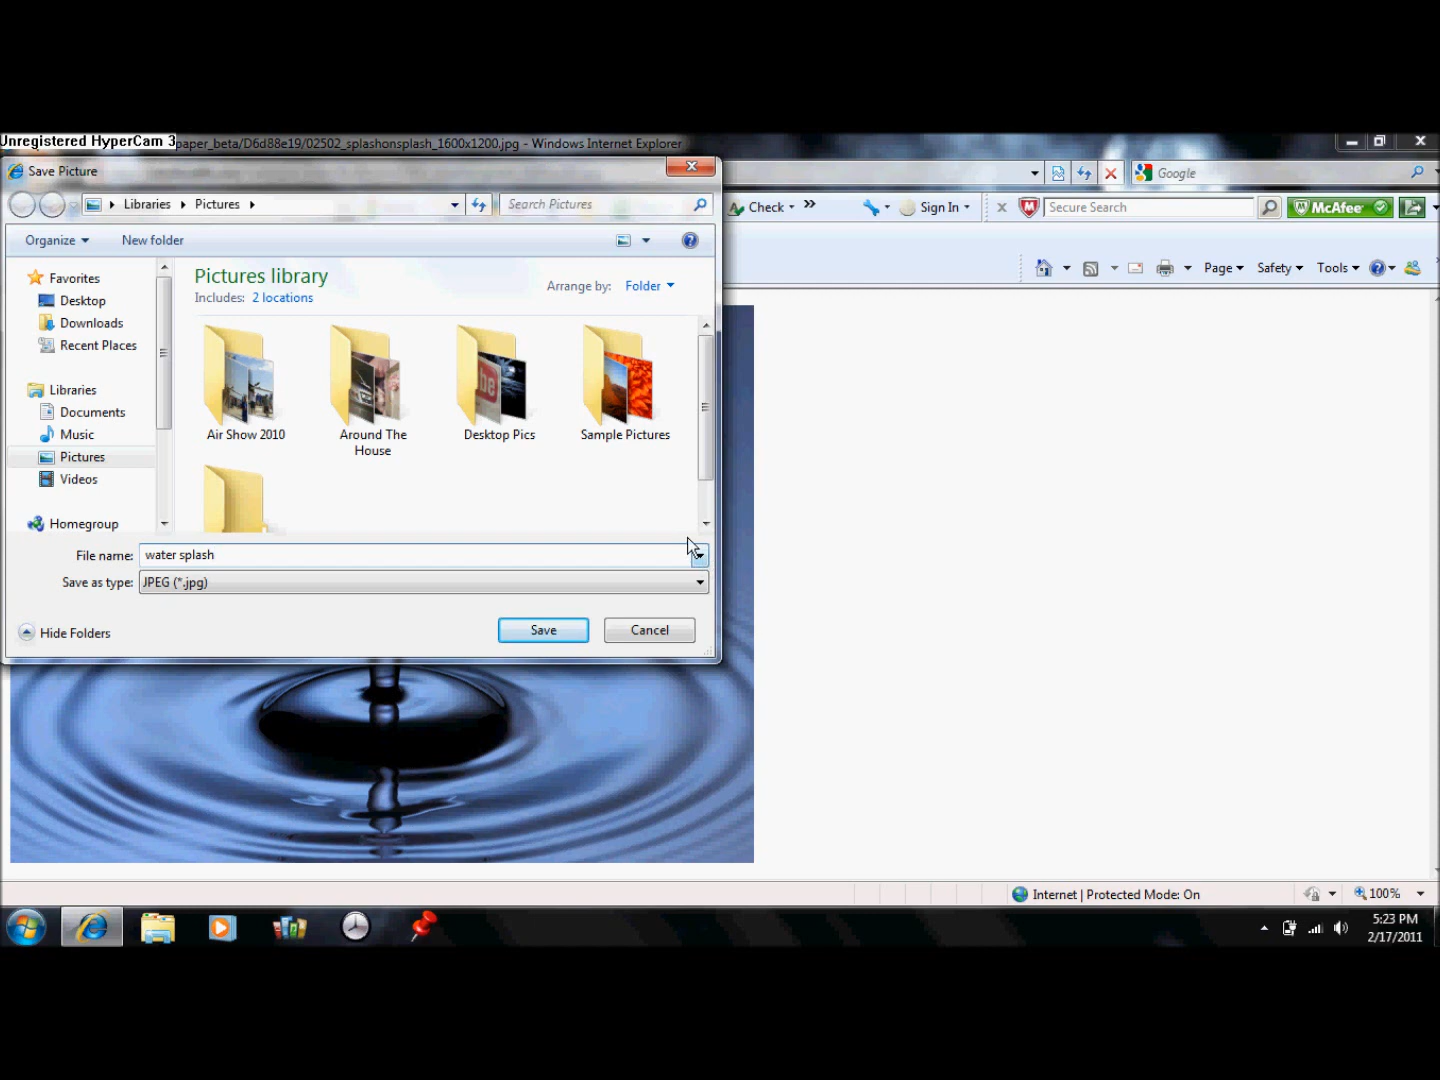 Unregistered HyperCam 3
paper_beta/D6d88e19/02502_splashonsplash_1600x1200.jpg - Windows Internet Explorer
Save Picture
Google
Libraries
Pictures
Search Pictures
Check
Sign In
Secure Search
McAfee
Organize
New folder
Page
Safety
Tools
Favorites
Desktop
Downloads
Recent Places
Libraries
Documents
Music
Pictures
Videos
Homegroup
Pictures library
Includes: 2 locations
Arrange by: Folder
Air Show 2010
Around The
House
Desktop Pics
Sample Pictures
File name: water splash
Save as type: JPEG (*.jpg)
Hide Folders
Save
Cancel
Internet | Protected Mode: On
100%
5:23 PM
2/17/2011